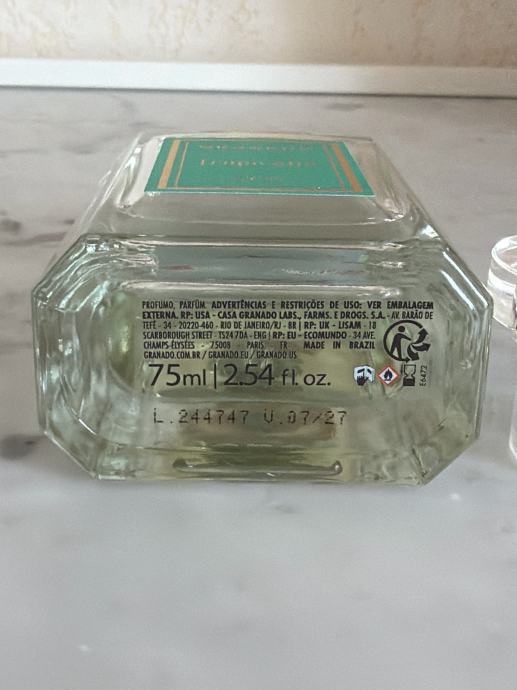 PROFUMO, PARFÜM. ADVERTÊNCIAS E RESTRIÇÕES DE USO: VER EMBALAGEM
EXTERNA. RP: USA - CASA GRANADO LABS., FARMS. E DROGS. S.A. - AV. BARÃO DE
TEFÉ - 34 - 20220-460 - RIO DE JANEIRO/RJ - BR | RP: UK - LISAM - 18
SCARBOROUGH STREET - TS247DA - ENG | RP: EU - ECOMUNDO - 34 AVE.
CHAMPS-ÉLYSÉES - 75008 - PARIS - FR MADE IN BRAZIL
GRANADO.COM.BR / GRANADO.EU / GRANADO.US
75ml | 2.54 fl. oz.
E6472
L.244747 V.07/27